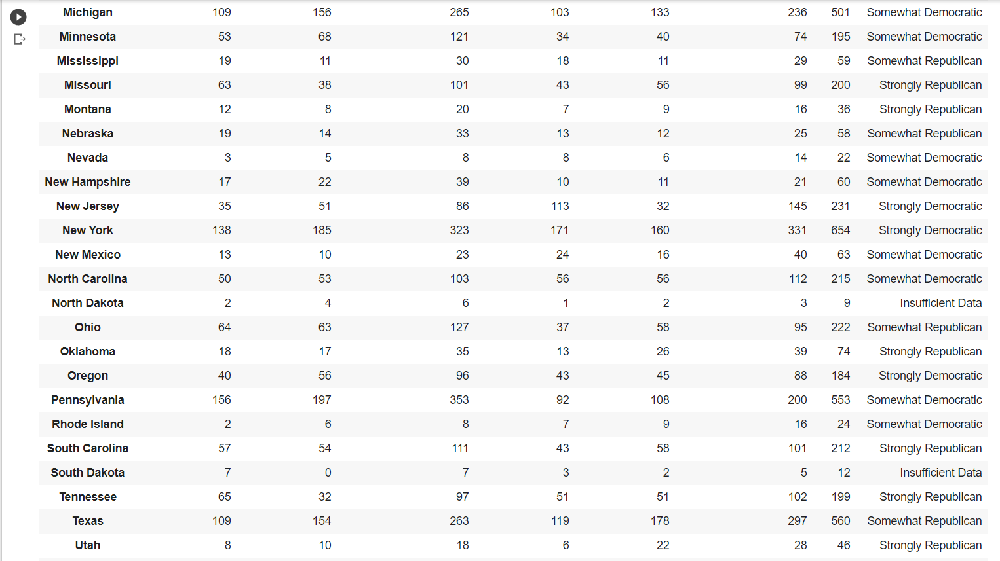 Michigan 109 156 265 103 133 236 501 Somewhat Democratic
Minnesota 53 68 121 34 40 74 195 Somewhat Democratic
Mississippi 19 11 30 18 11 29 59 Somewhat Republican
Missouri 63 38 101 43 56 99 200 Strongly Republican
Montana 12 8 20 7 9 16 36 Strongly Republican
Nebraska 19 14 33 13 12 25 58 Somewhat Republican
Nevada 3 5 8 8 6 14 22 Somewhat Democratic
New Hampshire 17 22 39 10 11 21 60 Somewhat Democratic
New Jersey 35 51 86 113 32 145 231 Strongly Democratic
New York 138 185 323 171 160 331 654 Strongly Democratic
New Mexico 13 10 23 24 16 40 63 Somewhat Democratic
North Carolina 50 53 103 56 56 112 215 Somewhat Democratic
North Dakota 2 4 6 1 2 3 9 Insufficient Data
Ohio 64 63 127 37 58 95 222 Somewhat Republican
Oklahoma 18 17 35 13 26 39 74 Strongly Republican
Oregon 40 56 96 43 45 88 184 Strongly Democratic
Pennsylvania 156 197 353 92 108 200 553 Somewhat Democratic
Rhode Island 2 6 8 7 9 16 24 Somewhat Democratic
South Carolina 57 54 111 43 58 101 212 Strongly Republican
South Dakota 7 0 7 3 2 5 12 Insufficient Data
Tennessee 65 32 97 51 51 102 199 Strongly Republican
Texas 109 154 263 119 178 297 560 Somewhat Republican
Utah 8 10 18 6 22 28 46 Strongly Republican